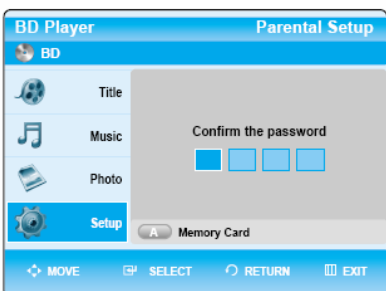 BD Player Parental Setup
BD
Title
Music
Confirm the password
Photo
Setup
A Memory Card
MOVE SELECT RETURN EXIT